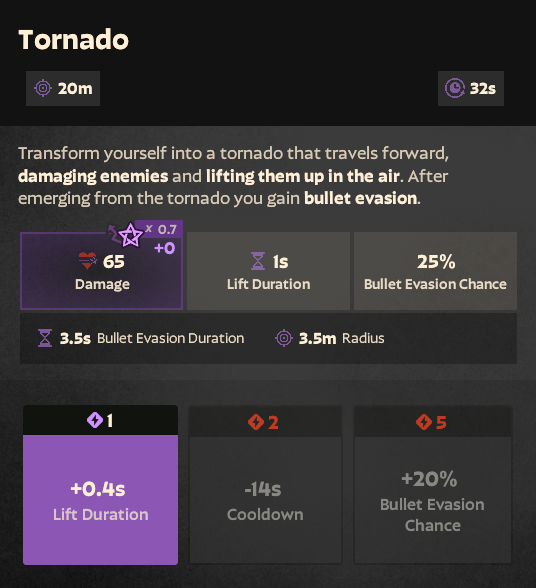 Tornado
20m
32s
Transform yourself into a tornado that travels forward,
damaging enemies and lifting them up in the air. After
emerging from the tornado you gain bullet evasion.
x 0.7
+0
65
Damage
1s
Lift Duration
25%
Bullet Evasion Chance
3.5s Bullet Evasion Duration
3.5m Radius
1
+0.4s
Lift Duration
2
-14s
Cooldown
5
+20%
Bullet Evasion
Chance